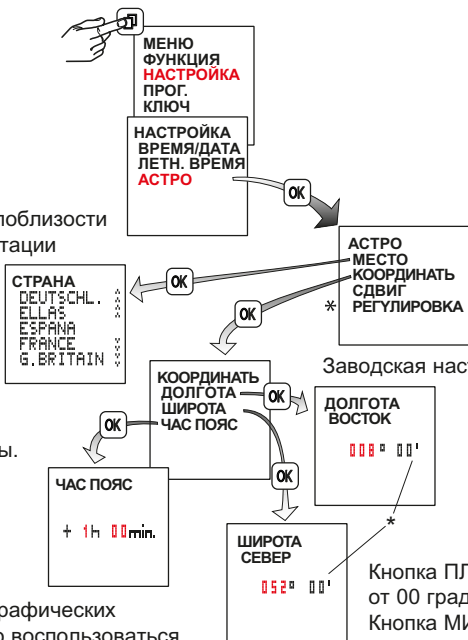 МЕНЮ
ФУНКЦИЯ
НАСТРОЙКА
ПРОГ.
КЛЮЧ
НАСТРОЙКА
ВРЕМЯ/ДАТА
ЛЕТН. ВРЕМЯ
АСТРО
OK
поблизости
тации
АСТРО
МЕСТО
КООРДИНАТЬ
СДВИГ
* РЕГУЛИРОВКА
OK
СТРАНА
DEUTSCHL.
ELLAS
ESPANA
FRANCE
G.BRITAIN
OK
Заводская наст
КООРДИНАТЬ
ДОЛГОТА
ШИРОТА
ЧАС ПОЯС
OK
ДОЛГОТА
ВОСТОК
008° 00'
OK
ы.
OK
ЧАС ПОЯС
+ 1h 00min.
*
ШИРОТА
СЕВЕР
052° 00'
Кнопка ПЛ
от 00 град
Кнопка МИ
рафических
о воспользоваться